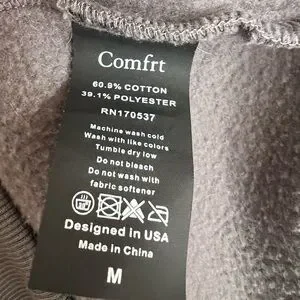 Comfrt
60.9% COTTON
39.1% POLYESTER
RN170537
Machine wash cold
Wash with like colors
Tumble dry low
Do not bleach
Do not wash with
fabric softener
Designed in USA
Made in China
M